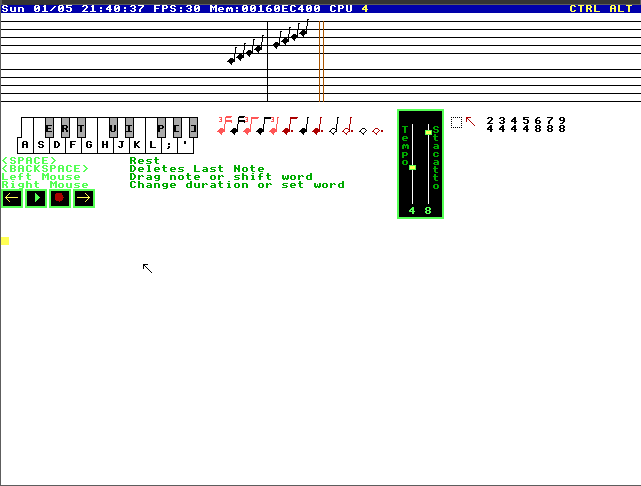 Sun 01/05 21:40:37 FPS:30 Mem:00160EC400 CPU 4 CTRL ALT
3 3 3
2 3 4 5 6 7 9
4 4 4 4 8 8 8
E R T U I P [ ]
A S D F G H J K L ; '
Tempo
Stacatto
<SPACE> Rest
<BACKSPACE> Deletes Last Note
Left Mouse Drag note or shift word
Right Mouse Change duration or set word
4 8